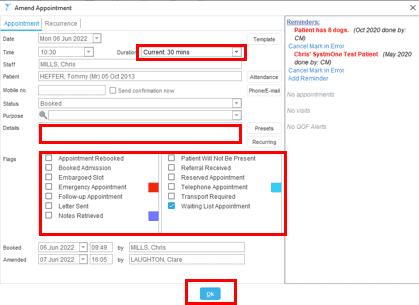 Amend Appointment
Appointment Recurrence
Date Mon 06 Jun 2022 Template
Time 10:30 Duration Current: 30 mins
Staff MILLS, Chris
Patient HEFFER, Tommy (Mr) 05 Oct 2013 Attendance
Mobile no. Send confirmation now Phone/E-mail
Status Booked
Purpose
Details Presets
Recurring
Flags Appointment Rebooked Patient Will Not Be Present
Booked Admission Referral Received
Embargoed Slot Reserved Appointment
Emergency Appointment Telephone Appointment
Follow-up Appointment Transport Required
Letter Sent Waiting List Appointment
Notes Retrieved
Booked 06 Jun 2022 09:49 by MILLS, Chris
Amended 07 Jun 2022 16:05 by LAUGHTON, Clare
Ok
Reminders:
Patient has 8 dogs. (Oct 2020 done by: CM)
Cancel Mark in Error
Chris' SystmOne Test Patient (May 2020 done by: CM)
Cancel Mark in Error
Add Reminder
No appointments
No visits
No QOF Alerts